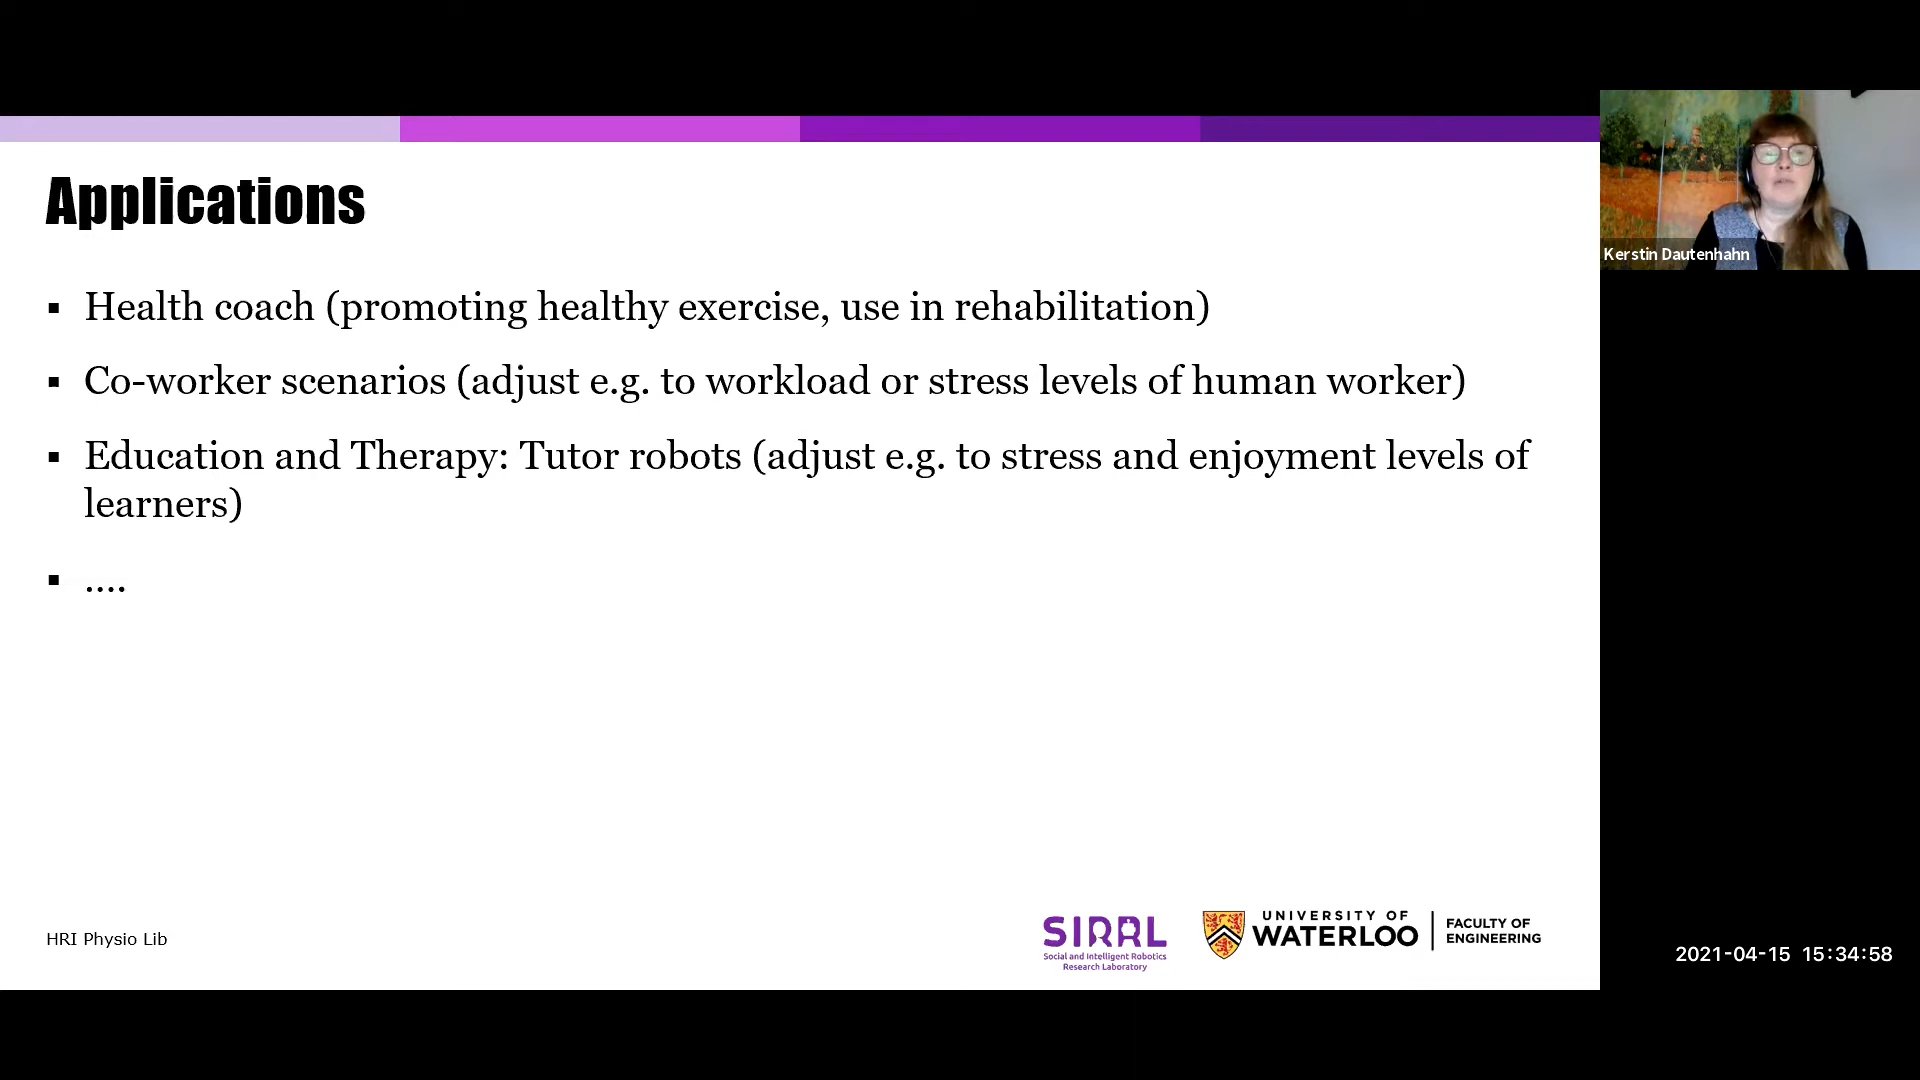 Applications
▪ Health coach (promoting healthy exercise, use in rehabilitation)
▪ Co-worker scenarios (adjust e.g. to workload or stress levels of human worker)
▪ Education and Therapy: Tutor robots (adjust e.g. to stress and enjoyment levels of
learners)
▪ ....
Kerstin Dautenhahn
HRI Physio Lib
SIRRL
Social and Intelligent Robotics
Research Laboratory
UNIVERSITY OF
WATERLOO
FACULTY OF
ENGINEERING
2021-04-15 15:34:58